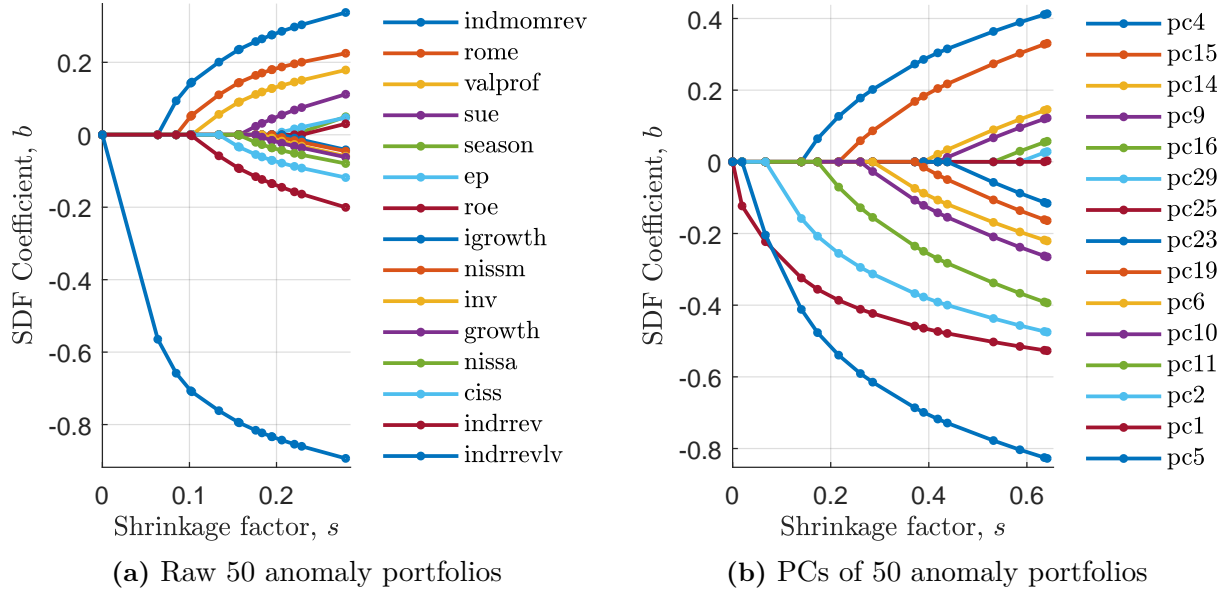 SDF Coefficient, b
0.2
0
-0.2
-0.4
-0.6
-0.8
0
0.1
0.2
Shrinkage factor, s
indmomrev
rome
valprof
sue
season
ep
roe
igrowth
nissm
inv
growth
nissa
ciss
indrrev
indrrevlv
(a) Raw 50 anomaly portfolios
SDF Coefficient, b
0.4
0.2
0
-0.2
-0.4
-0.6
-0.8
0
0.2
0.4
0.6
Shrinkage factor, s
pc4
pc15
pc14
pc9
pc16
pc29
pc25
pc23
pc19
pc6
pc10
pc11
pc2
pc1
pc5
(b) PCs of 50 anomaly portfolios